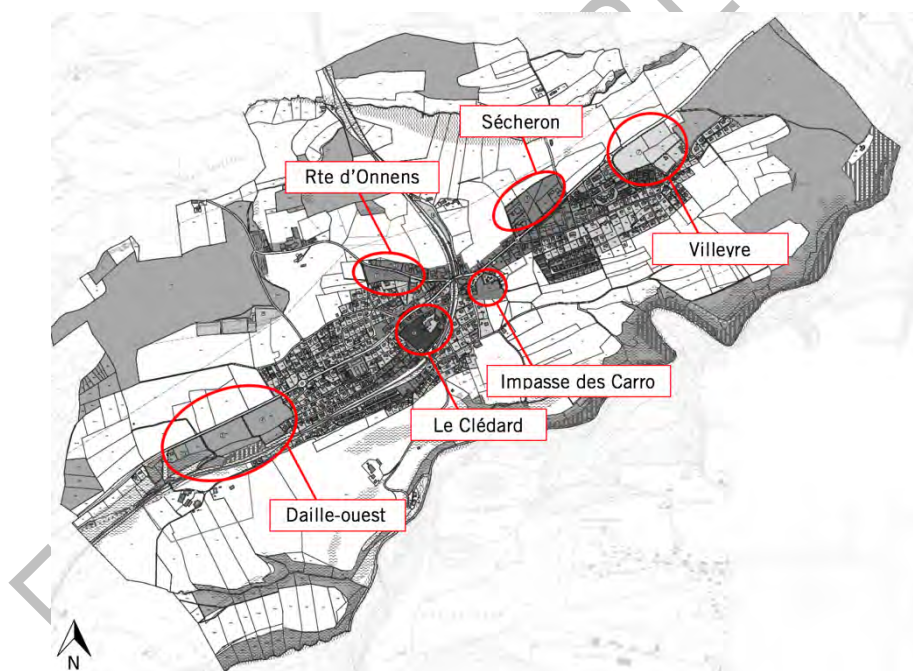 Sécheron
Rte d'Onnens
Villeyre
Impasse des Carro
Le Clédard
Daille-ouest
N